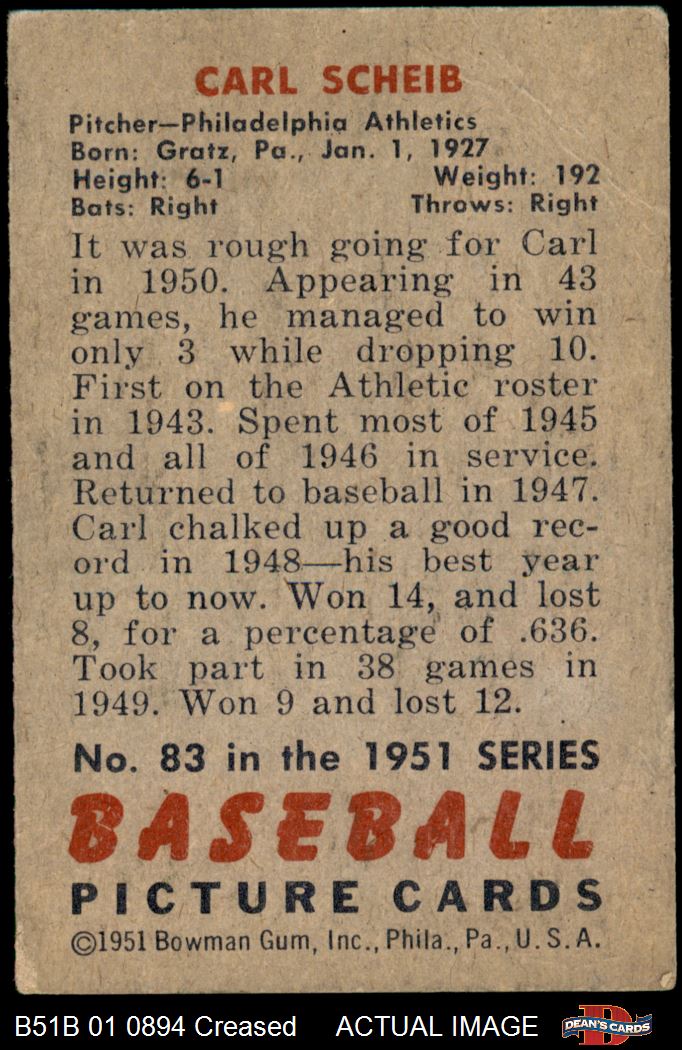 CARL SCHEIB
Pitcher—Philadelphia Athletics
Born: Gratz, Pa., Jan. 1, 1927
Height: 6-1 Weight: 192
Bats: Right Throws: Right
It was rough going for Carl
in 1950. Appearing in 43
games, he managed to win
only 3 while dropping 10.
First on the Athletic roster
in 1943. Spent most of 1945
and all of 1946 in service.
Returned to baseball in 1947.
Carl chalked up a good rec-
ord in 1948—his best year
up to now. Won 14, and lost
8, for a percentage of .636.
Took part in 38 games in
1949. Won 9 and lost 12.
No. 83 in the 1951 SERIES
BASEBALL
PICTURE CARDS
©1951 Bowman Gum, Inc., Phila., Pa., U.S.A.
B51B 01 0894 Creased ACTUAL IMAGE D DEAN'S CARDS